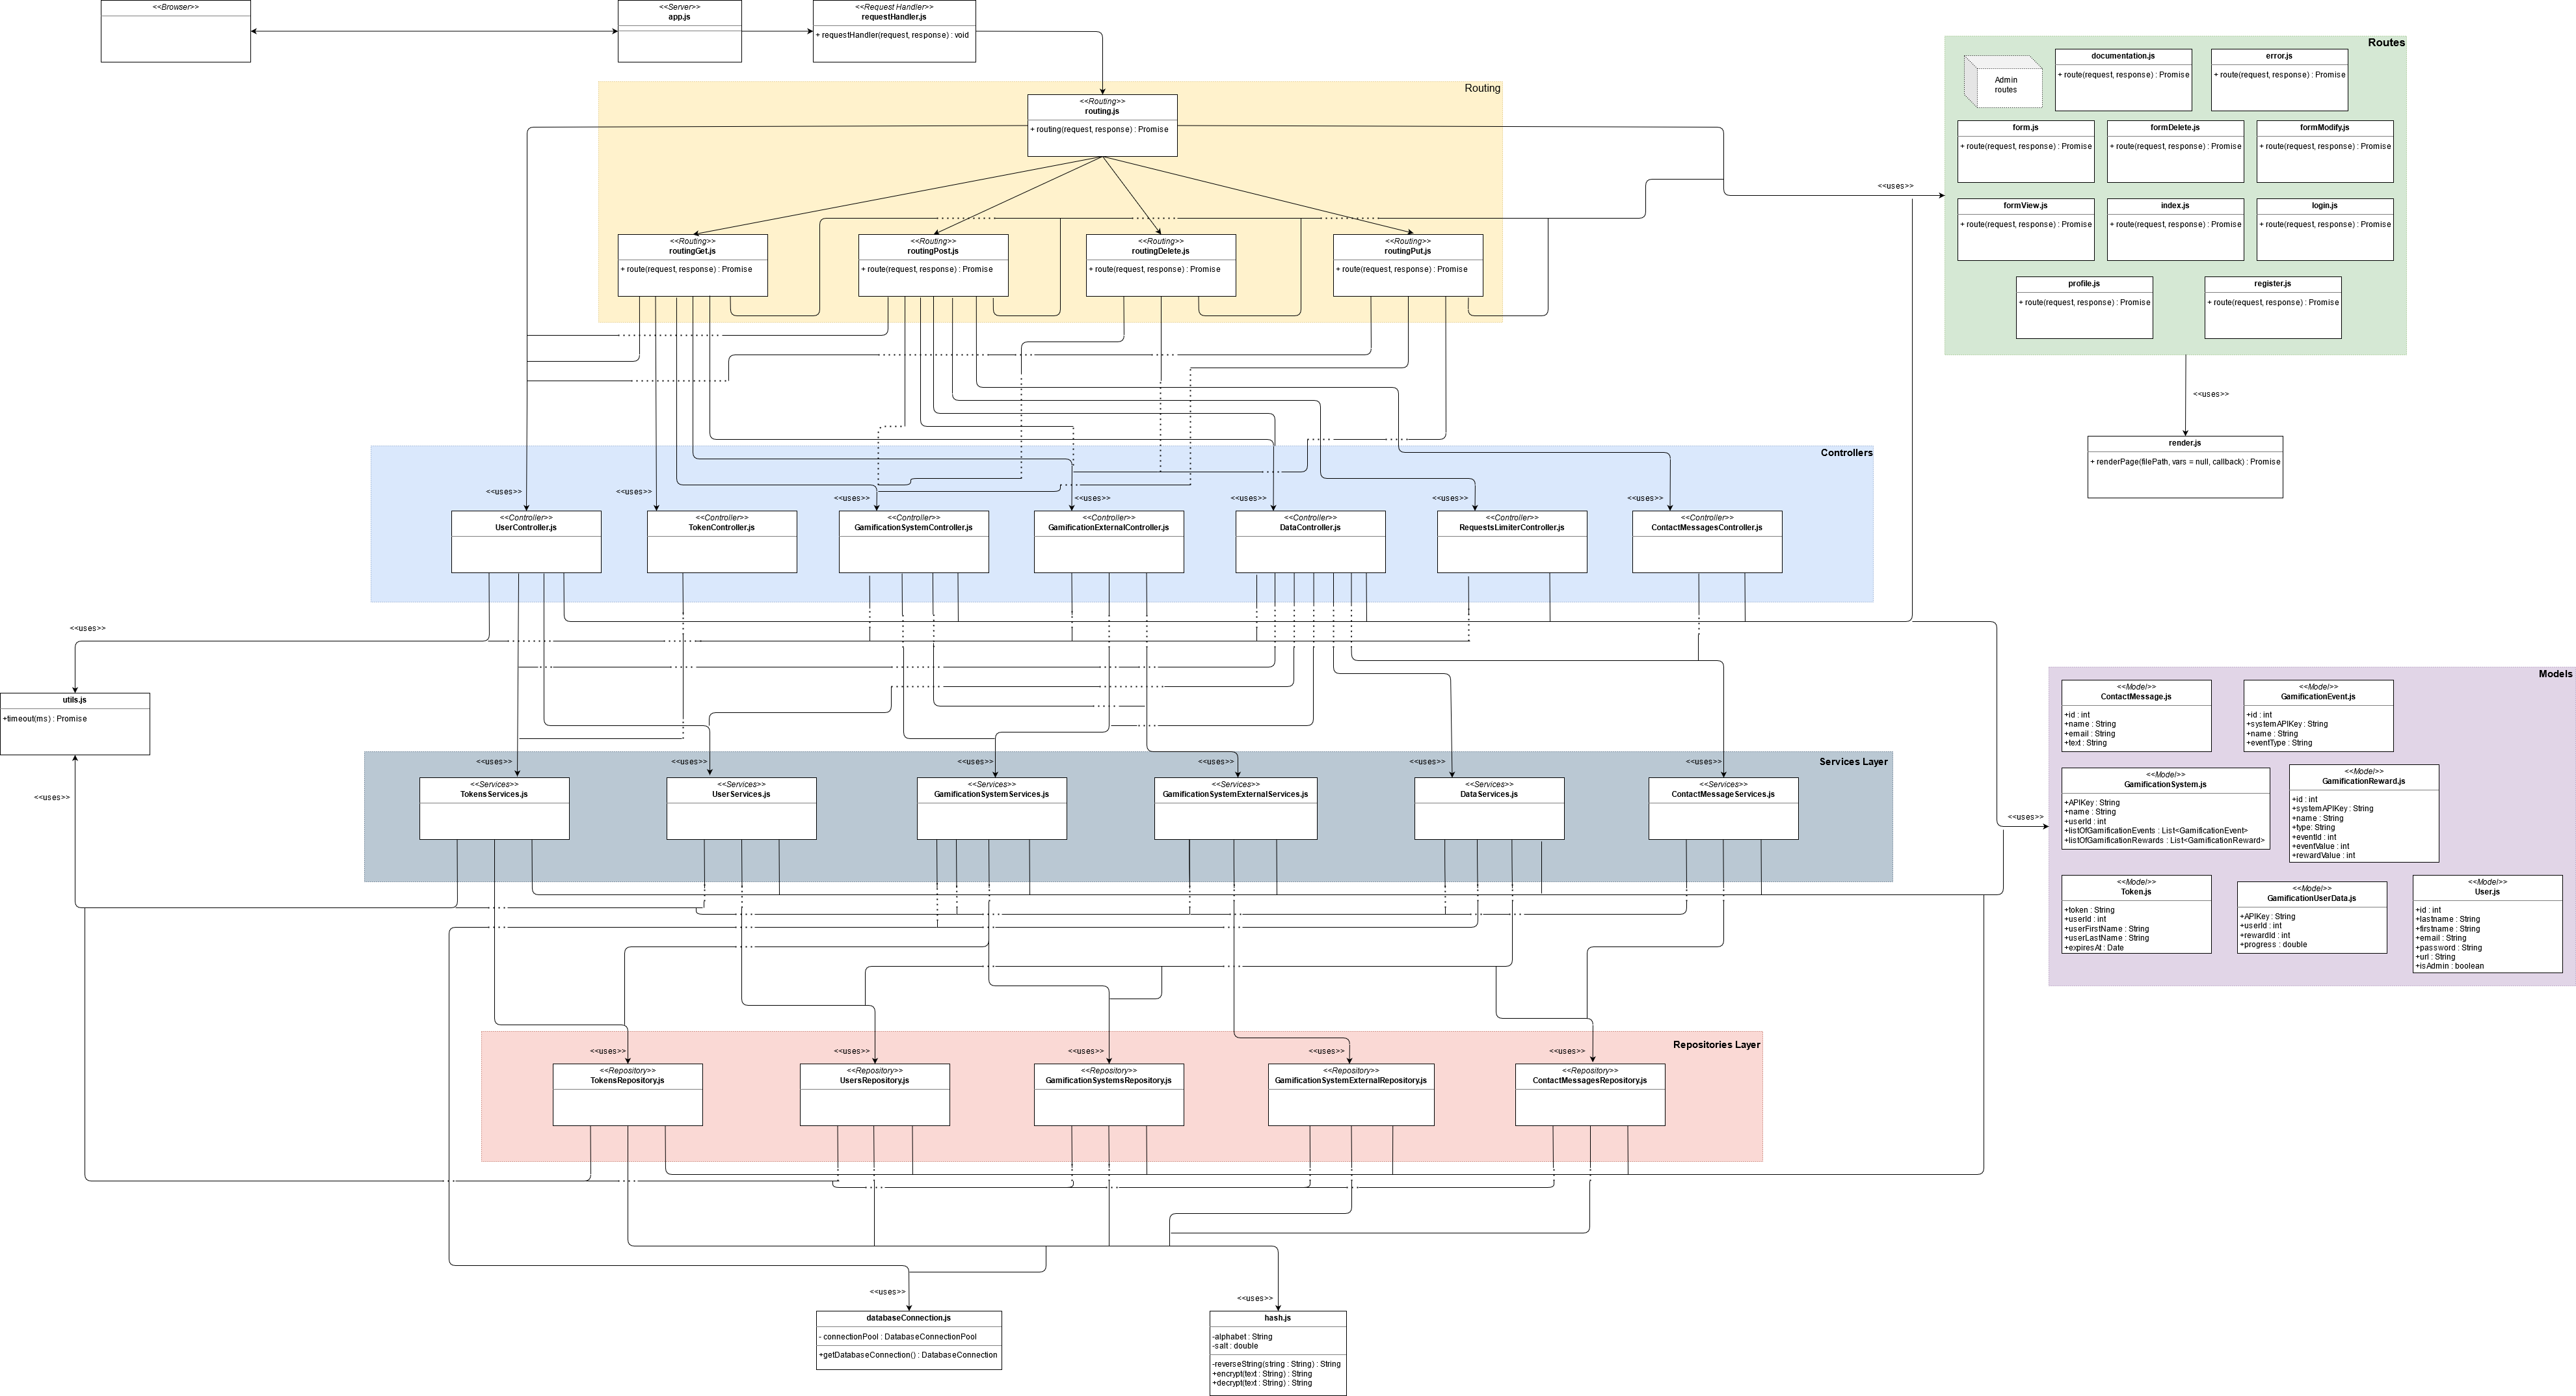 <<Browser>>
<<Server>>
app.js
<<Request Handler>>
requestHandler.js
+ requestHandler(request, response) : void
Routing
<<Routing>>
routing.js
+ routing(request, response) : Promise
<<Routing>>
routingGet.js
+ route(request, response) : Promise
<<Routing>>
routingPost.js
+ route(request, response) : Promise
<<Routing>>
routingDelete.js
+ route(request, response) : Promise
<<Routing>>
routingPut.js
+ route(request, response) : Promise
<<uses>>
Routes
Admin
routes
documentation.js
+ route(request, response) : Promise
error.js
+ route(request, response) : Promise
form.js
+ route(request, response) : Promise
formDelete.js
+ route(request, response) : Promise
formModify.js
+ route(request, response) : Promise
formView.js
+ route(request, response) : Promise
index.js
+ route(request, response) : Promise
login.js
+ route(request, response) : Promise
profile.js
+ route(request, response) : Promise
register.js
+ route(request, response) : Promise
<<uses>>
render.js
+ renderPage(filePath, vars = null, callback) : Promise
Controllers
<<uses>>
<<Controller>>
UserController.js
<<uses>>
<<Controller>>
TokenController.js
<<uses>>
<<Controller>>
GamificationSystemController.js
<<uses>>
<<Controller>>
GamificationExternalController.js
<<uses>>
<<Controller>>
DataController.js
<<uses>>
<<Controller>>
RequestsLimiterController.js
<<uses>>
<<Controller>>
ContactMessagesController.js
<<uses>>
utils.js
+timeout(ms) : Promise
<<uses>>
Services Layer
<<uses>>
<<Services>>
TokensServices.js
<<uses>>
<<Services>>
UserServices.js
<<uses>>
<<Services>>
GamificationSystemServices.js
<<uses>>
<<Services>>
GamificationSystemExternalServices.js
<<uses>>
<<Services>>
DataServices.js
<<uses>>
<<Services>>
ContactMessageServices.js
<<uses>>
Models
<<Model>>
ContactMessage.js
+id : int
+name : String
+email : String
+text : String
<<Model>>
GamificationEvent.js
+id : int
+systemAPIKey : String
+name : String
+eventType : String
<<Model>>
GamificationSystem.js
+APIKey : String
+name : String
+userId : int
+listOfGamificationEvents : List<GamificationEvent>
+listOfGamificationRewards : List<GamificationReward>
<<Model>>
GamificationReward.js
+id : int
+systemAPIKey : String
+name : String
+type: String
+eventId : int
+eventValue : int
+rewardValue : int
<<Model>>
Token.js
+token : String
+userId : int
+userFirstName : String
+userLastName : String
+expiresAt : Date
<<Model>>
GamificationUserData.js
+APIKey : String
+userId : int
+rewardId : int
+progress : double
<<Model>>
User.js
+id : int
+lastname : String
+firstname : String
+email : String
+password : String
+url : String
+isAdmin : boolean
Repositories Layer
<<uses>>
<<Repository>>
TokensRepository.js
<<uses>>
<<Repository>>
UsersRepository.js
<<uses>>
<<Repository>>
GamificationSystemsRepository.js
<<uses>>
<<Repository>>
GamificationSystemExternalRepository.js
<<uses>>
<<Repository>>
ContactMessagesRepository.js
<<uses>>
databaseConnection.js
- connectionPool : DatabaseConnectionPool
+getDatabaseConnection() : DatabaseConnection
<<uses>>
hash.js
-alphabet : String
-salt : double
-reverseString(string : String) : String
+encrypt(text : String) : String
+decrypt(text : String) : String